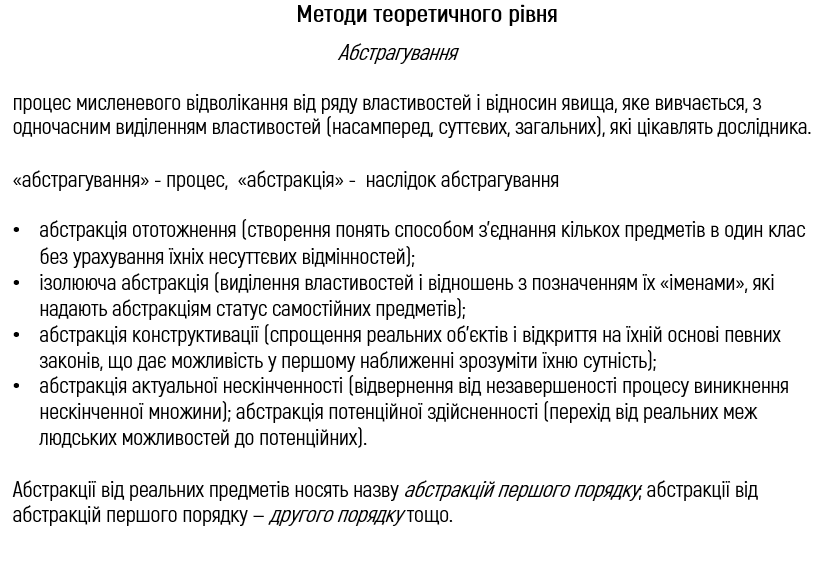 Методи теоретичного рівня
Абстрагування
процес мисленевого відволікання від ряду властивостей і відносин явища, яке вивчається, з
одночасним виділенням властивостей (насамперед, суттєвих, загальних), які цікавлять дослідника.
«абстрагування» - процес, «абстракція» - наслідок абстрагування
• абстракція ототожнення (створення понять способом з’єднання кількох предметів в один клас
без урахування їхніх несуттєвих відмінностей);
• ізолююча абстракція (виділення властивостей і відношень з позначенням їх «іменами», які
надають абстракціям статус самостійних предметів);
• абстракція конструктивації (спрощення реальних об’єктів і відкриття на їхній основі певних
законів, що дає можливість у першому наближенні зрозуміти їхню сутність);
• абстракція актуальної нескінченності (відвернення від незавершеності процесу виникнення
нескінченної множини); абстракція потенційної здійсненності (перехід від реальних меж
людських можливостей до потенційних).
Абстракції від реальних предметів носять назву абстракцій першого порядку; абстракції від
абстракцій першого порядку – другого порядку тощо.